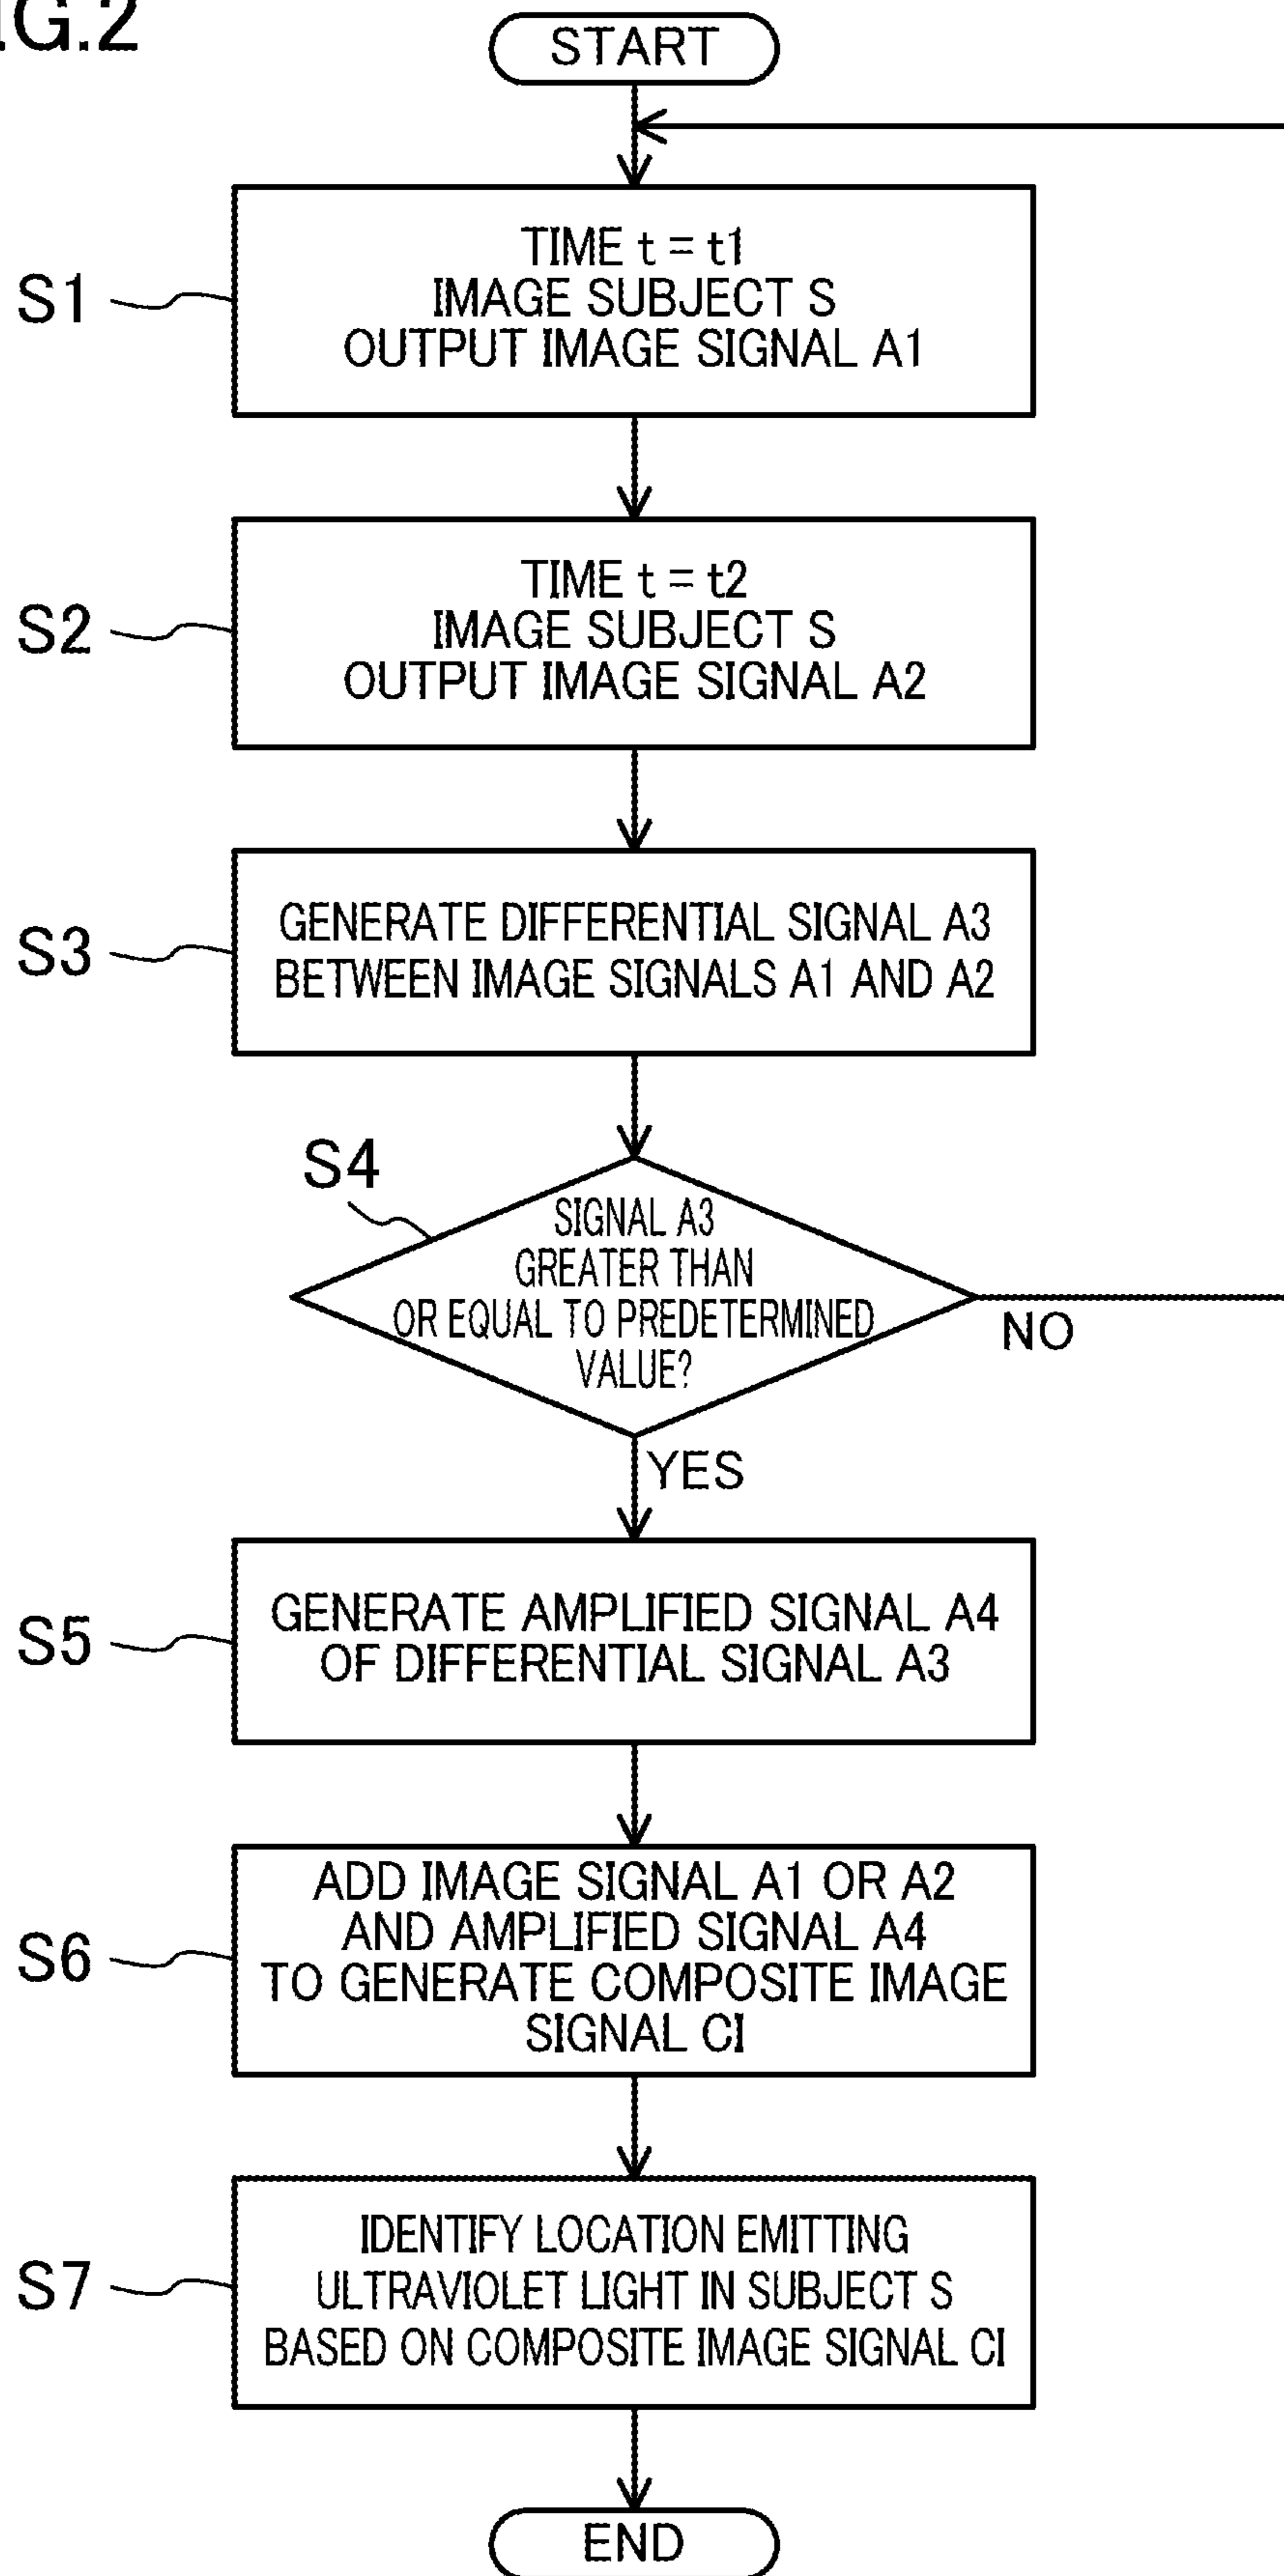 IG.2
START
S1
TIME t = t1
IMAGE SUBJECT S
OUTPUT IMAGE SIGNAL A1
S2
TIME t = t2
IMAGE SUBJECT S
OUTPUT IMAGE SIGNAL A2
S3
GENERATE DIFFERENTIAL SIGNAL A3
BETWEEN IMAGE SIGNALS A1 AND A2
S4
SIGNAL A3
GREATER THAN
OR EQUAL TO PREDETERMINED
VALUE?
NO
YES
S5
GENERATE AMPLIFIED SIGNAL A4
OF DIFFERENTIAL SIGNAL A3
S6
ADD IMAGE SIGNAL A1 OR A2
AND AMPLIFIED SIGNAL A4
TO GENERATE COMPOSITE IMAGE
SIGNAL CI
S7
IDENTIFY LOCATION EMITTING
ULTRAVIOLET LIGHT IN SUBJECT S
BASED ON COMPOSITE IMAGE SIGNAL CI
END